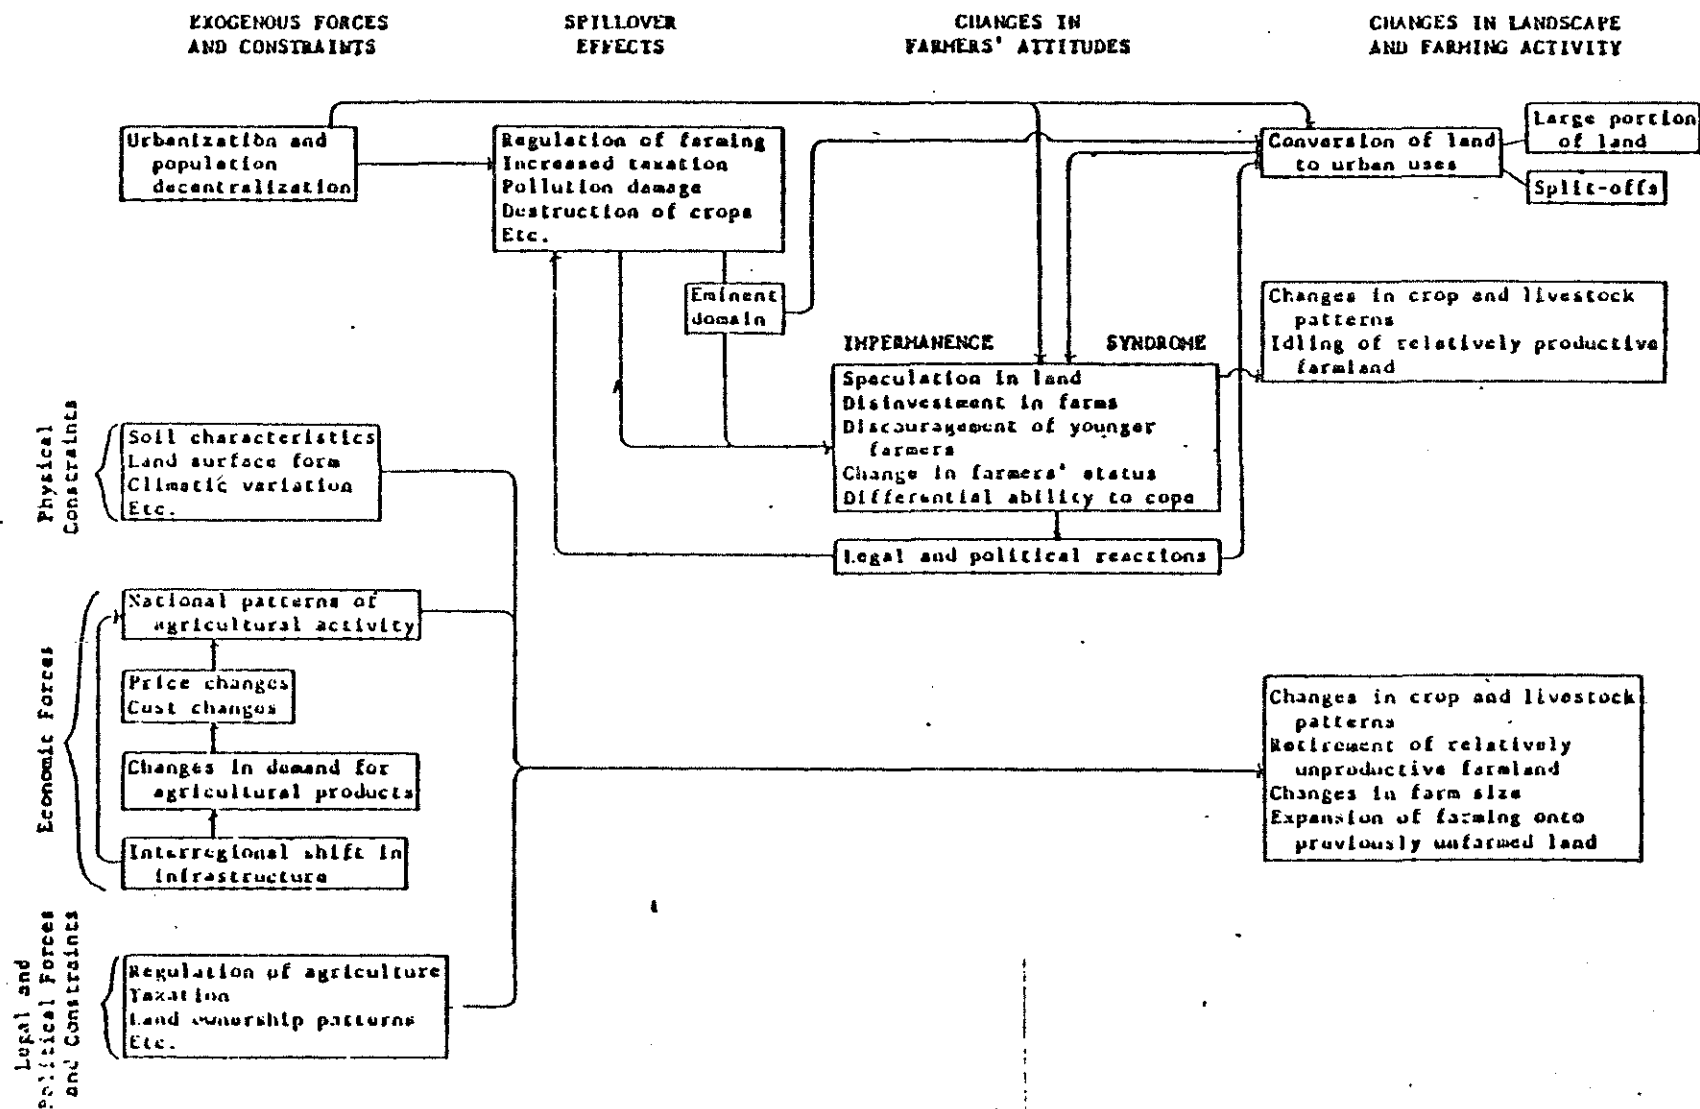 EXOGENOUS FORCES
AND CONSTRAINTS
SPILLOVER
EFFECTS
CHANGES IN
FARMERS' ATTITUDES
CHANGES IN LANDSCAPE
AND FARMING ACTIVITY
Urbanization and
population
decentralization
Regulation of farming
Increased taxation
Pollution damage
Destruction of crops
Etc.
Eminent
domain
Conversion of land
to urban uses
Large portion
of land
Split-offs
Changes in crop and livestock
patterns
Idling of relatively productive
farmland
IMPERMANENCE SYNDROME
Speculation in land
Disinvestment in farms
Discouragement of younger
farmers
Change in farmers' status
Differential ability to cope
Legal and political reactions
Physical
Constraints
Soil characteristics
Land surface form
Climatic variation
Etc.
Economic Forces
National patterns of
agricultural activity
Price changes
Cost changes
Changes in demand for
agricultural products
Interregional shift in
infrastructure
Changes in crop and livestock
patterns
Retirement of relatively
unproductive farmland
Changes in farm size
Expansion of farming onto
previously unfarmed land
Legal and
Political Forces
and Constraints
Regulation of agriculture
Taxation
Land ownership patterns
Etc.